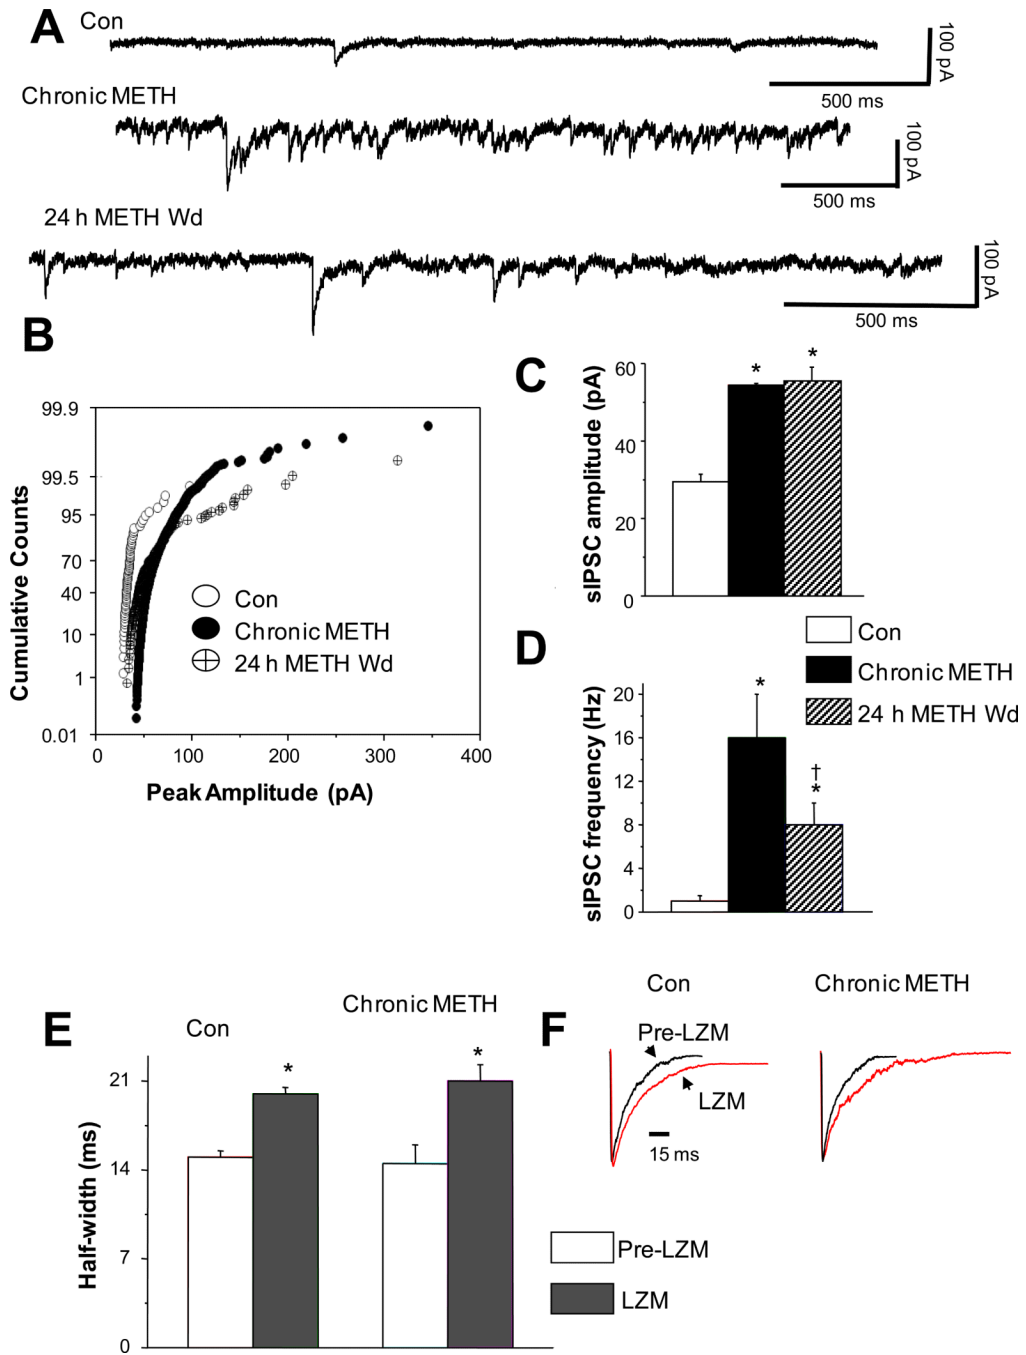 A
Con
100 pA
500 ms
Chronic METH
100 pA
500 ms
24 h METH Wd
100 pA
500 ms
B
99.9
99.5
95
70
40
10
1
0.01
Cumulative Counts
0
100
200
300
400
Peak Amplitude (pA)
Con
Chronic METH
24 h METH Wd
C
60
40
20
0
sIPSC amplitude (pA)
* *
Con
Chronic METH
24 h METH Wd
D
20
16
12
8
4
0
sIPSC frequency (Hz)
*
†
*
E
Con
Chronic METH
21
14
7
0
Half-width (ms)
* *
F
Con
Chronic METH
Pre-LZM
LZM
15 ms
Pre-LZM
LZM